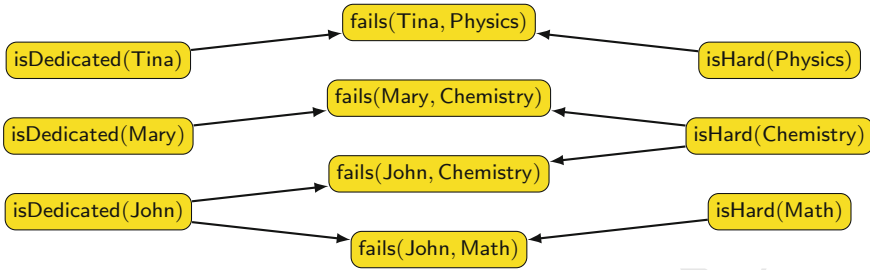 fails(Tina, Physics)
isDedicated(Tina)
isHard(Physics)
fails(Mary, Chemistry)
isDedicated(Mary)
isHard(Chemistry)
fails(John, Chemistry)
isDedicated(John)
isHard(Math)
fails(John, Math)